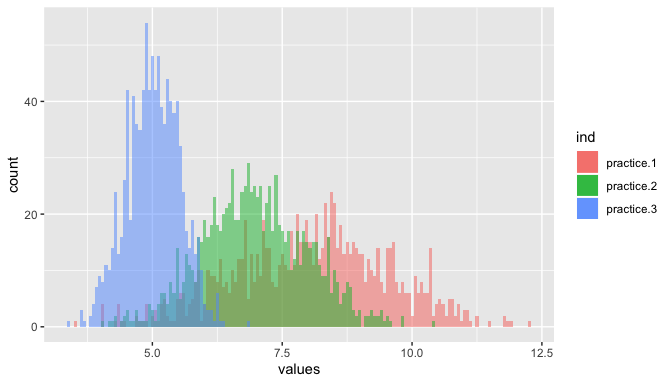 40
20
0
count
5.0 7.5 10.0 12.5
values
ind
practice.1
practice.2
practice.3